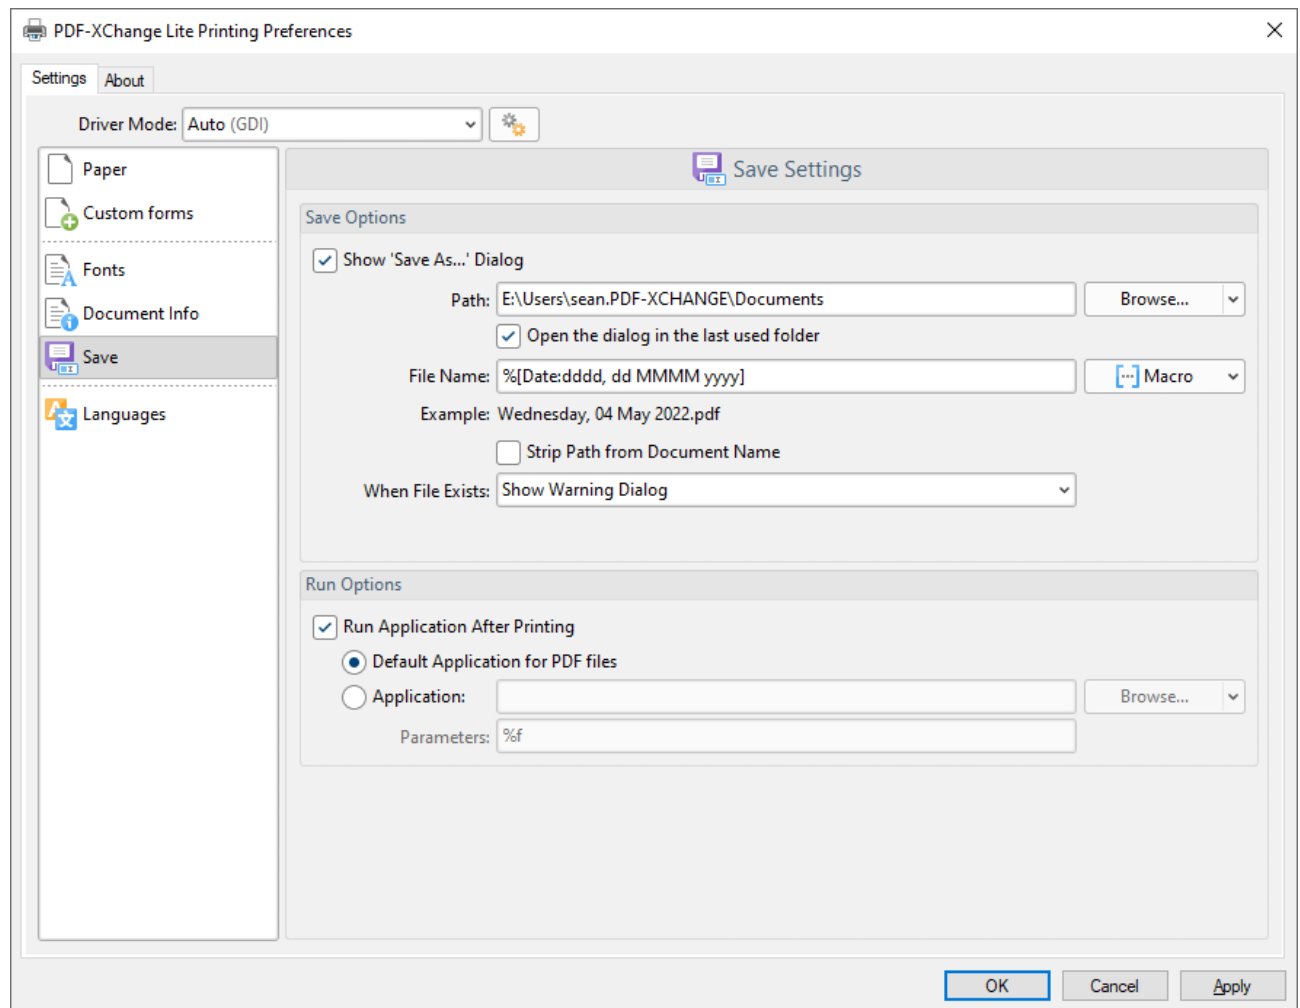 PDF-XChange Lite Printing Preferences
Settings About
Driver Mode: Auto (GDI)
Paper
Custom forms
Fonts
Document Info
Save
Languages
Save Settings
Save Options
Show 'Save As...' Dialog
Path: E:\Users\sean.PDF-XCHANGE\Documents Browse...
Open the dialog in the last used folder
File Name: %[Date:dddd, dd MMMM yyyy] Macro
Example: Wednesday, 04 May 2022.pdf
Strip Path from Document Name
When File Exists: Show Warning Dialog
Run Options
Run Application After Printing
Default Application for PDF files
Application: Browse...
Parameters: %f
OK Cancel Apply